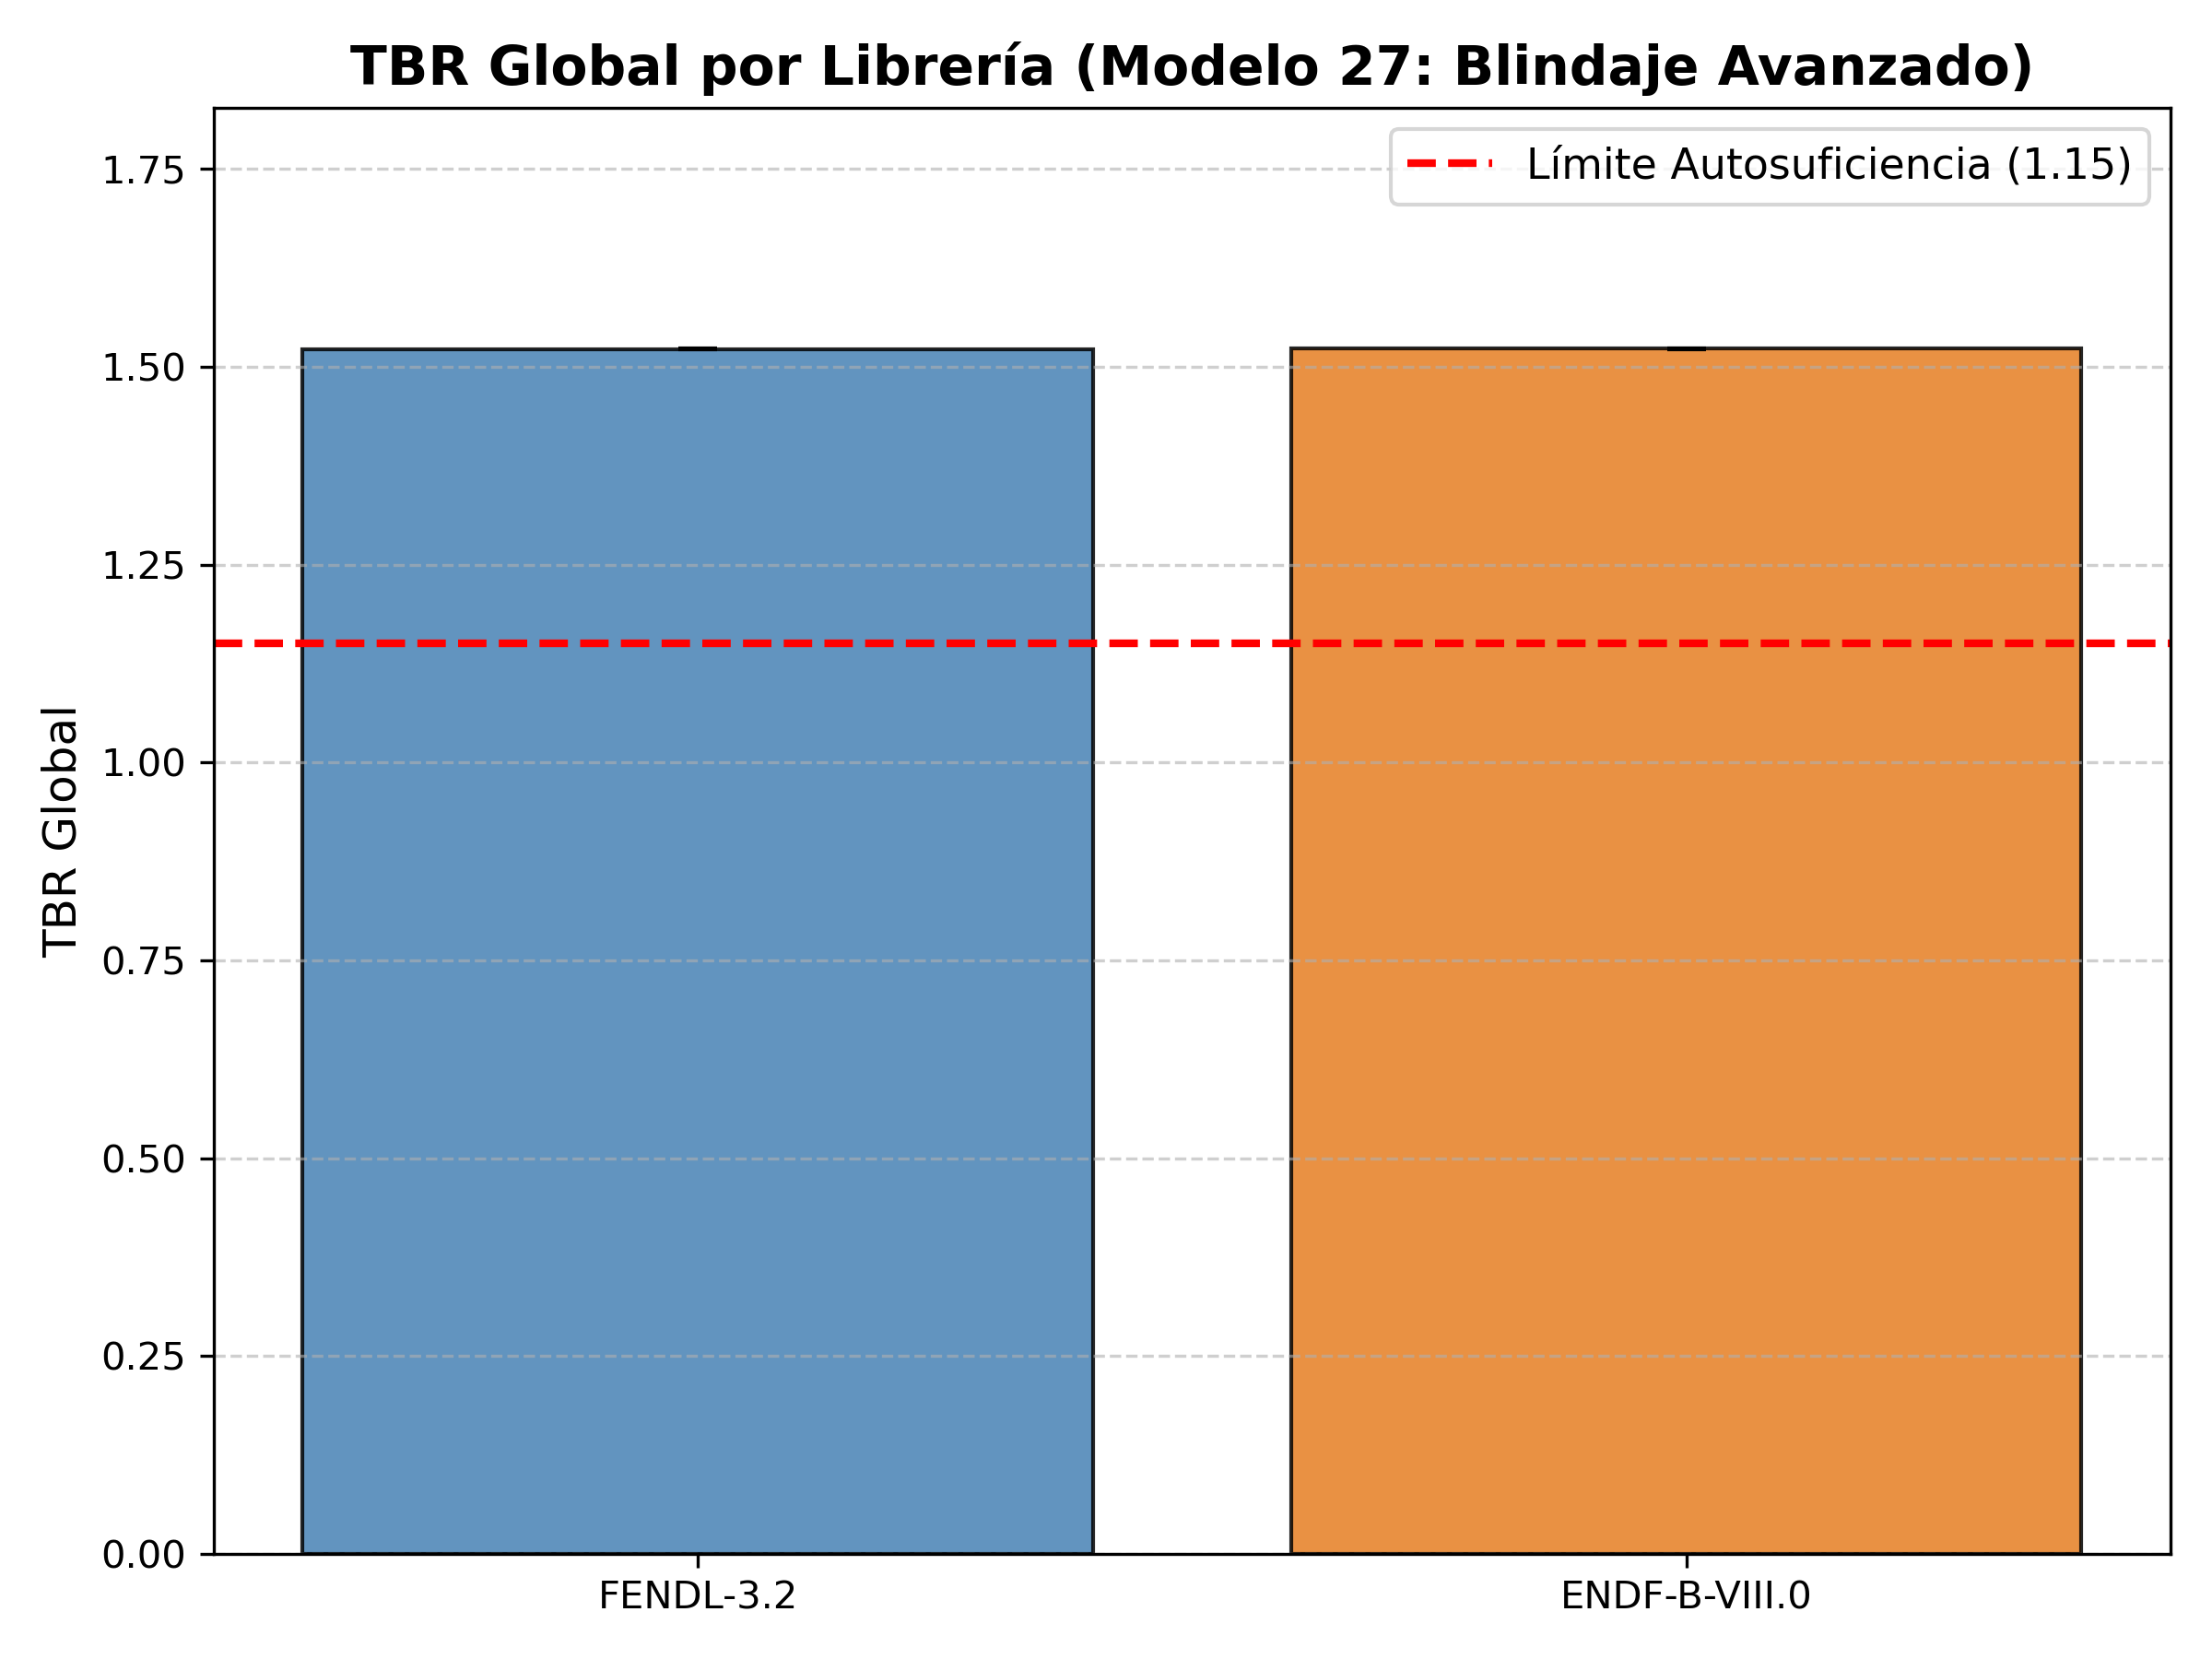 TBR Global por Librería (Modelo 27: Blindaje Avanzado)
Límite Autosuficiencia (1.15)
TBR Global
1.75
1.50
1.25
1.00
0.75
0.50
0.25
0.00
FENDL-3.2
ENDF-B-VIII.0